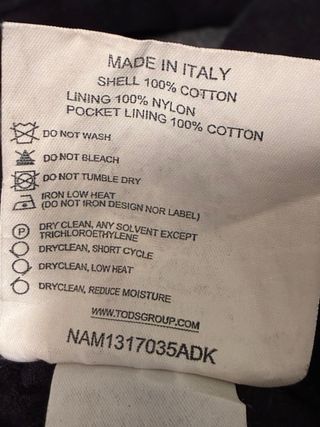 MADE IN ITALY
SHELL 100% COTTON
LINING 100% NYLON
POCKET LINING 100% COTTON
DO NOT WASH
DO NOT BLEACH
DO NOT TUMBLE DRY
IRON LOW HEAT
(DO NOT IRON DESIGN NOR LABEL)
P DRY CLEAN, ANY SOLVENT EXCEPT
TRICHLOROETHYLENE
DRYCLEAN, SHORT CYCLE
DRYCLEAN, LOW HEAT
DRYCLEAN, REDUCE MOISTURE
WWW.TODSGROUP.COM
NAM1317035ADK